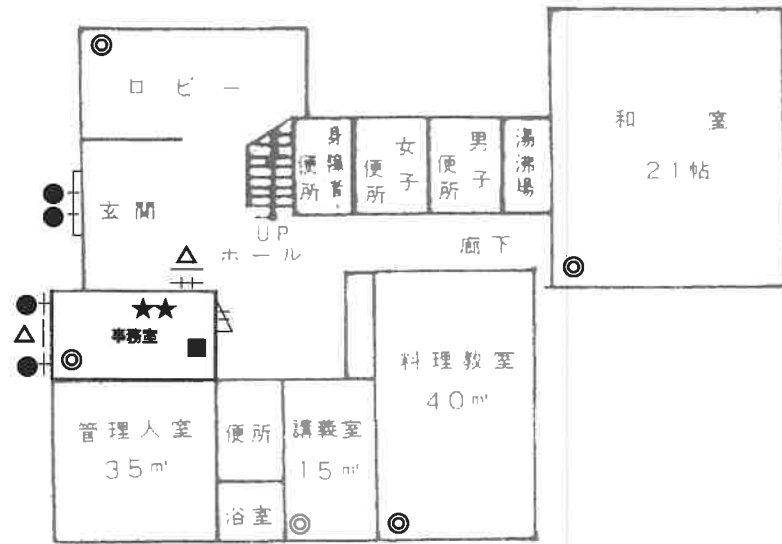 ロビー
身障者
便所
女子
便所
男子
便所
湯沸場
和室
21帖
玄関
UP
ホール
廊下
事務室
料理教室
40㎡
管理人室
35㎡
便所
講義室
15㎡
浴室